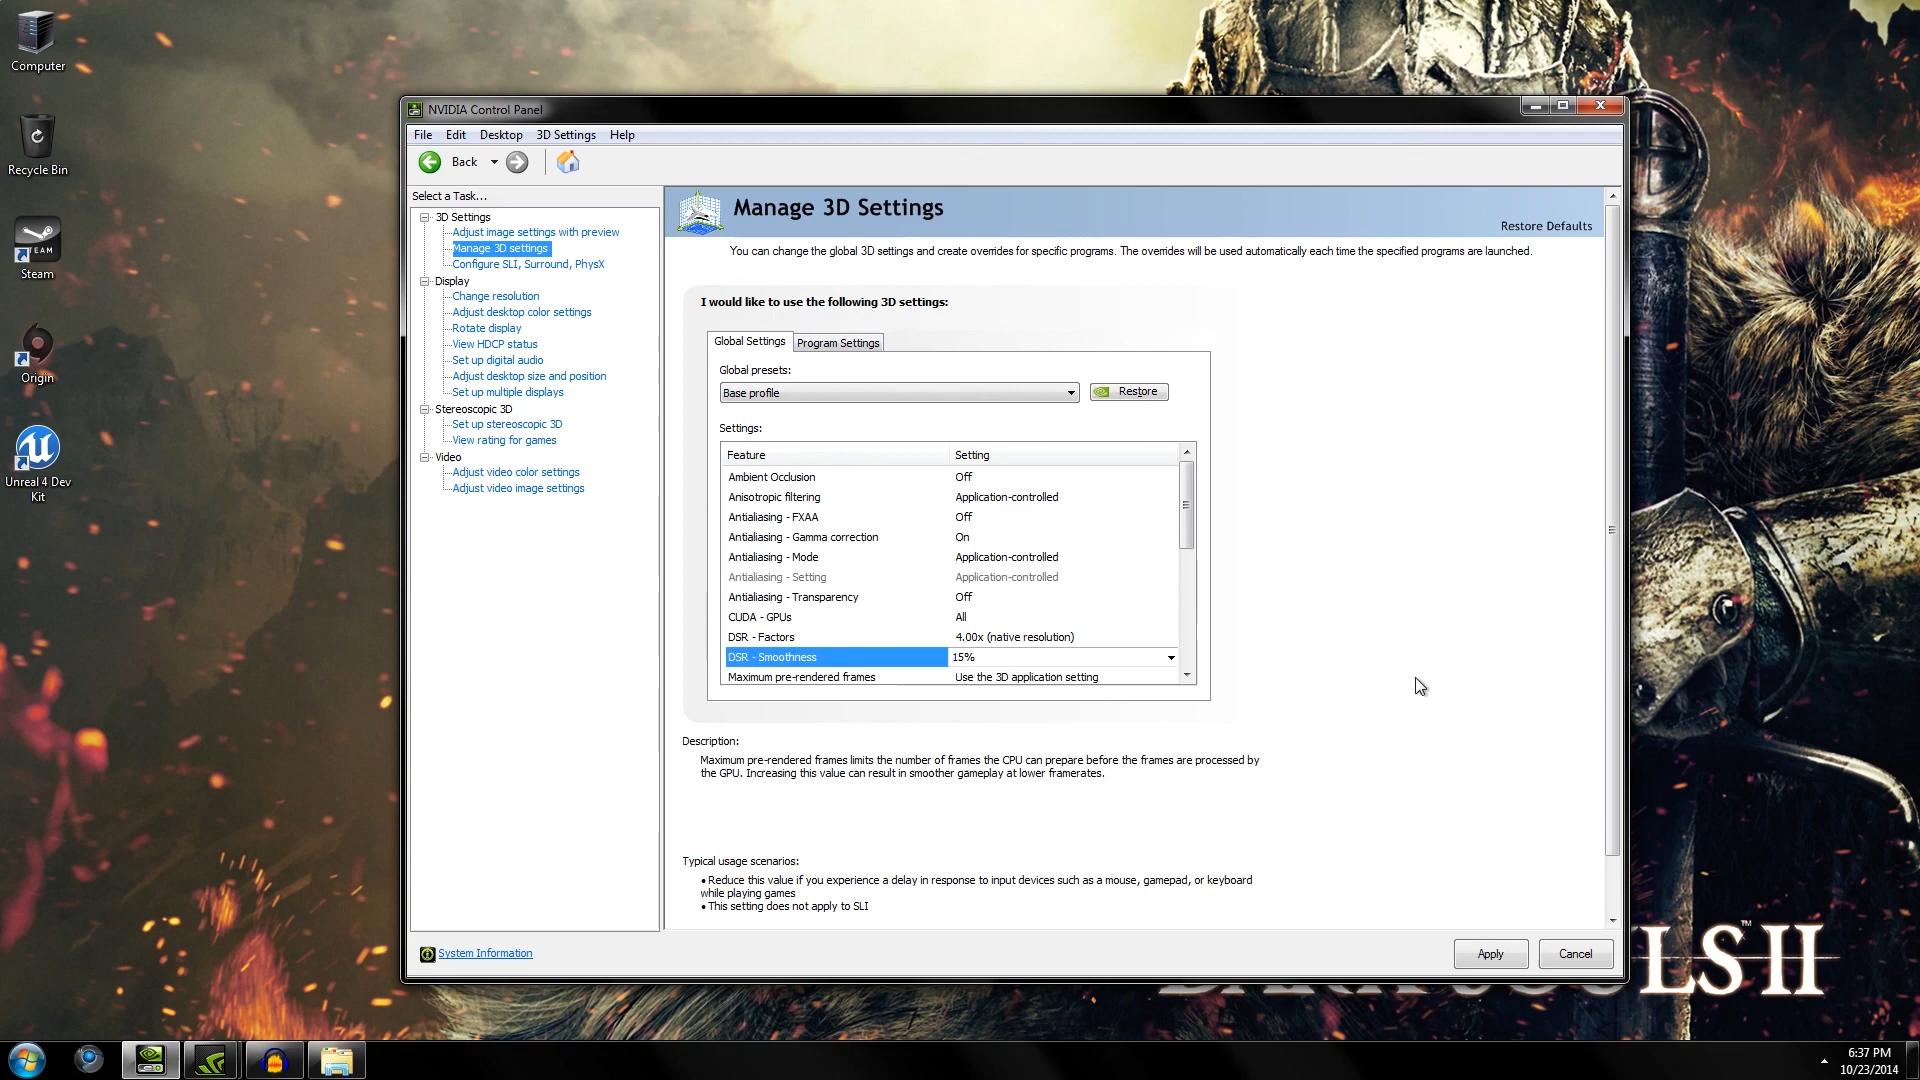 Computer
Recycle Bin
STEAM
Steam
Origin
Unreal 4 Dev
Kit
NVIDIA Control Panel
File Edit Desktop 3D Settings Help
Back
Select a Task...
3D Settings
Adjust image settings with preview
Manage 3D settings
Configure SLI, Surround, PhysX
Display
Change resolution
Adjust desktop color settings
Rotate display
View HDCP status
Set up digital audio
Adjust desktop size and position
Set up multiple displays
Stereoscopic 3D
Set up stereoscopic 3D
View rating for games
Video
Adjust video color settings
Adjust video image settings
System Information
Manage 3D Settings
Restore Defaults
You can change the global 3D settings and create overrides for specific programs. The overrides will be used automatically each time the specified programs are launched.
I would like to use the following 3D settings:
Global Settings Program Settings
Global presets:
Base profile Restore
Settings:
Feature Setting
Ambient Occlusion Off
Anisotropic filtering Application-controlled
Antialiasing - FXAA Off
Antialiasing - Gamma correction On
Antialiasing - Mode Application-controlled
Antialiasing - Setting Application-controlled
Antialiasing - Transparency Off
CUDA - GPUs All
DSR - Factors 4.00x (native resolution)
DSR - Smoothness 15%
Maximum pre-rendered frames Use the 3D application setting
Description:
Maximum pre-rendered frames limits the number of frames the CPU can prepare before the frames are processed by
the GPU. Increasing this value can result in smoother gameplay at lower framerates.
Typical usage scenarios:
• Reduce this value if you experience a delay in response to input devices such as a mouse, gamepad, or keyboard
while playing games
• This setting does not apply to SLI
Apply Cancel
LS II
™
6:37 PM
10/23/2014